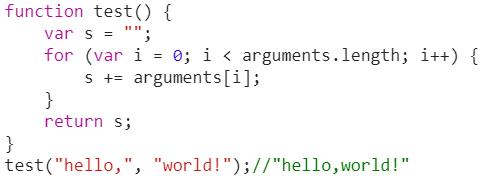 function test() {
    var s = "";
    for (var i = 0; i < arguments.length; i++) {
        s += arguments[i];
    }
    return s;
}
test("hello,", "world!");//"hello,world!"